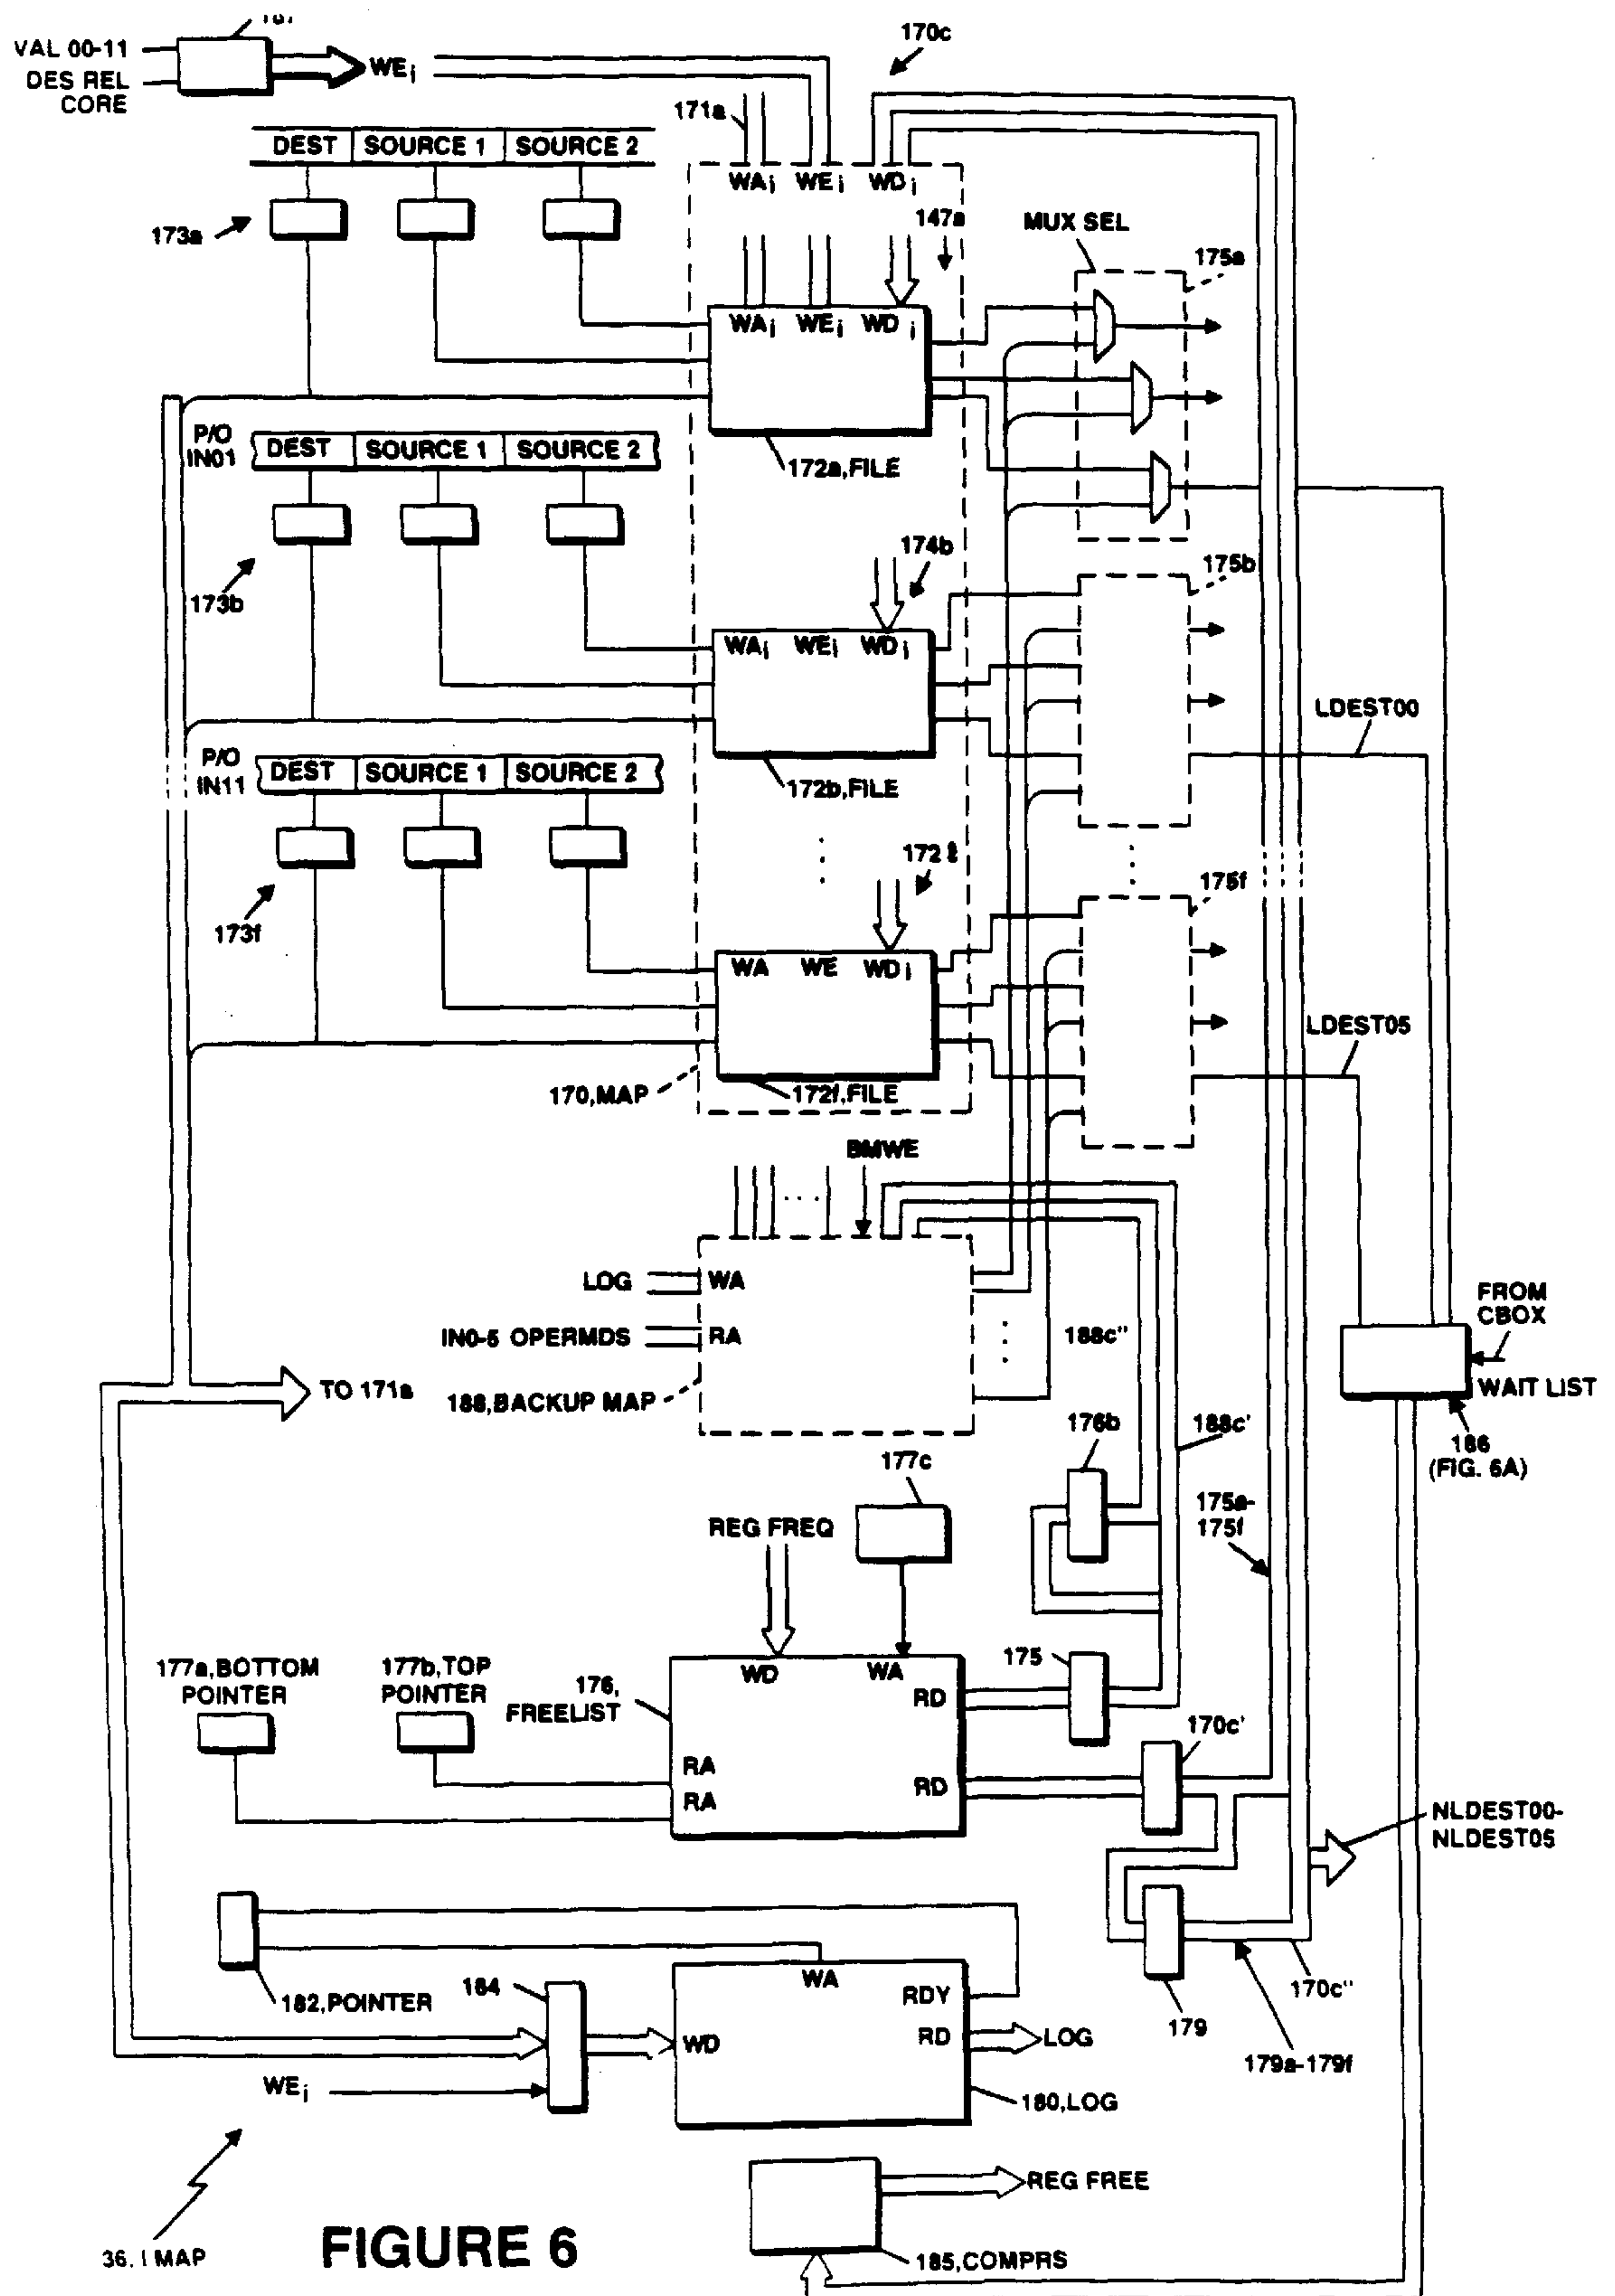 VAL 00-11
DES REL
CORE
WEi
170c
171a
DEST SOURCE 1 SOURCE 2
WAi WEi WDi
173a
147a
MUX SEL
175a
WAi WEi WDi
P/O
IN01
DEST SOURCE 1 SOURCE 2
172a,FILE
174b
175b
173b
WAi WEi WDi
LDEST00
P/O
IN11
DEST SOURCE 1 SOURCE 2
172b,FILE
172f
175f
173f
WA WE WDi
LDEST05
170,MAP
172f,FILE
BMWE
LOG
WA
FROM
CBOX
IN0-5 OPERMDS
RA
188c"
TO 171a
188,BACKUP MAP
WAIT LIST
176b
188c'
186
(FIG. 6A)
177c
175a-
175f
REG FREQ
177a,BOTTOM
POINTER
177b,TOP
POINTER
176,
FREELIST
WD WA
RD
175
170c'
RA
RA
RD
NLDEST00-
NLDEST05
182,POINTER
184
WA
RDY
RD
WD
LOG
170c"
179
179a-179f
WEi
180,LOG
REG FREE
36. I MAP
FIGURE 6
185,COMPRS